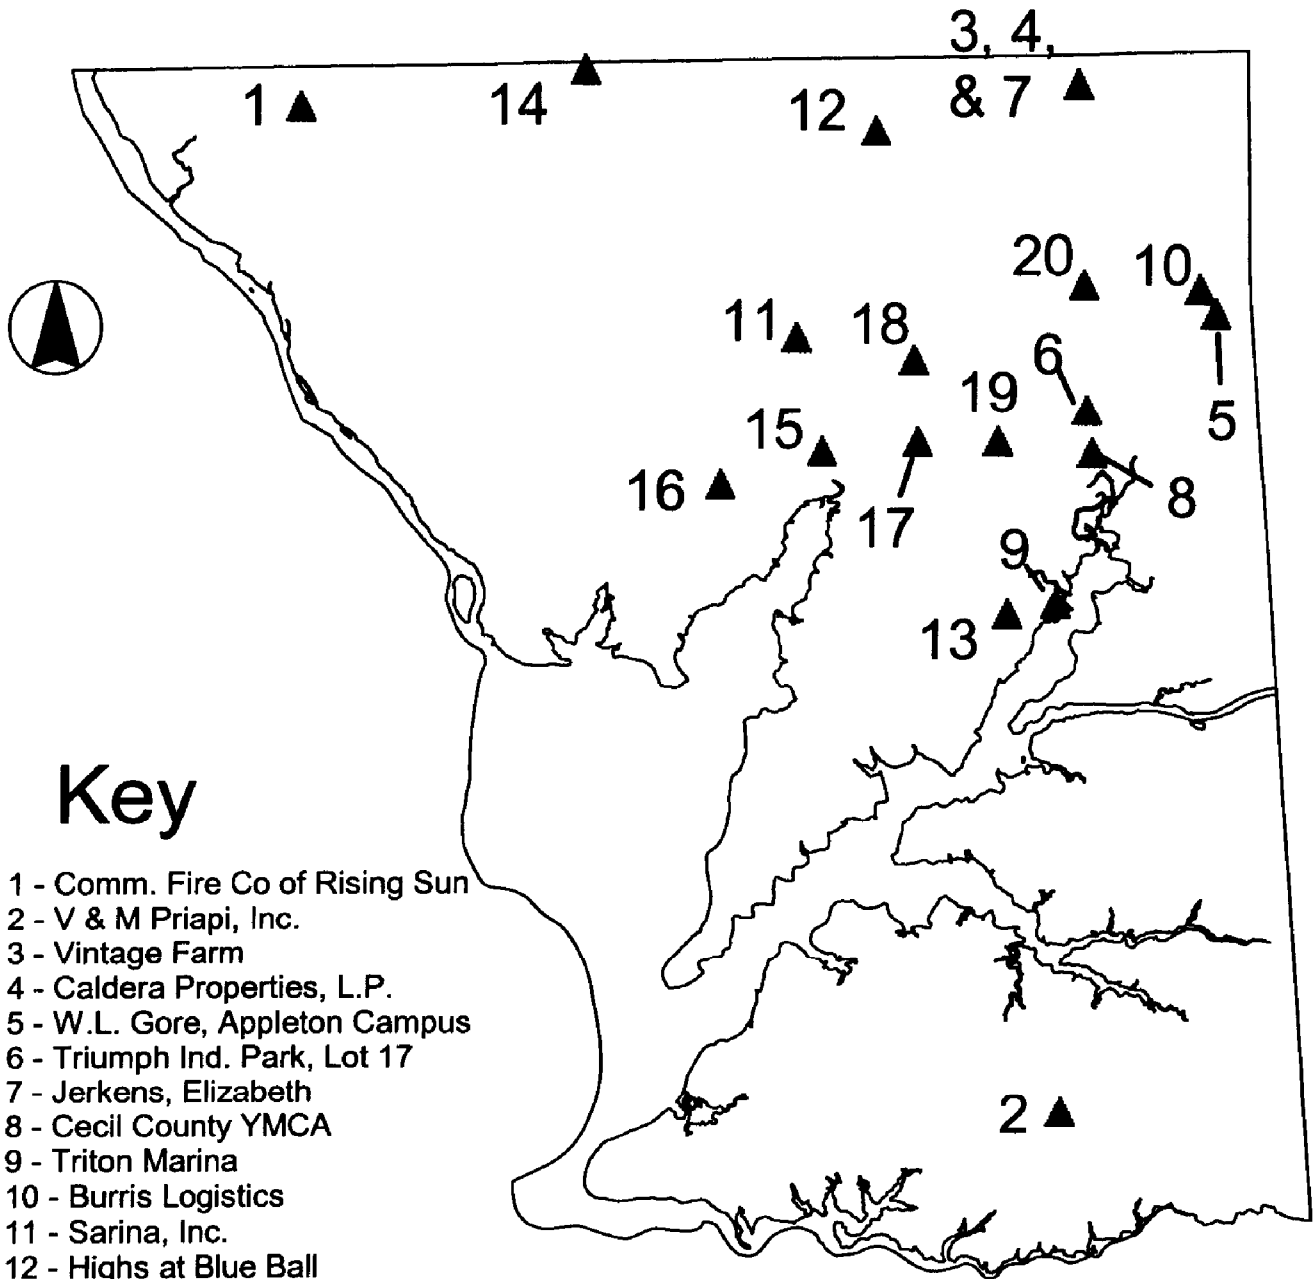 3, 4,
& 7
1
14
12
20
10
11
18
6
19
5
15
16
17
8
9
13
Key
1 - Comm. Fire Co of Rising Sun
2 - V & M Priapi, Inc.
3 - Vintage Farm
4 - Caldera Properties, L.P.
5 - W.L. Gore, Appleton Campus
6 - Triumph Ind. Park, Lot 17
7 - Jerkens, Elizabeth
8 - Cecil County YMCA
2
9 - Triton Marina
10 - Burris Logistics
11 - Sarina, Inc.
12 - Highs at Blue Ball